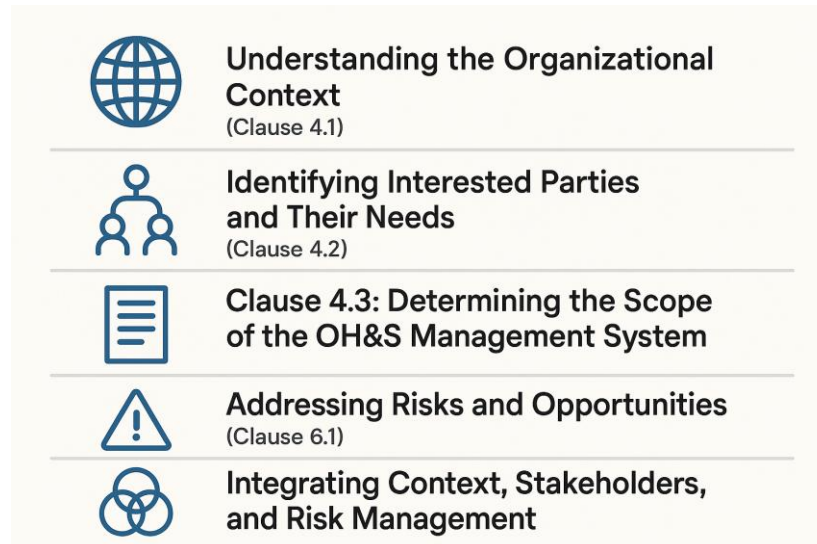 Understanding the Organizational
Context
(Clause 4.1)
Identifying Interested Parties
and Their Needs
(Clause 4.2)
Clause 4.3: Determining the Scope
of the OH&S Management System
Addressing Risks and Opportunities
(Clause 6.1)
Integrating Context, Stakeholders,
and Risk Management